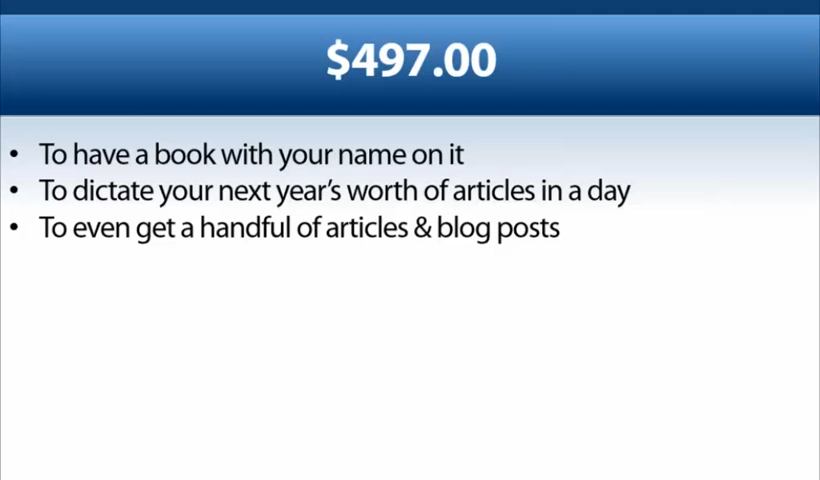 $497.00
• To have a book with your name on it
• To dictate your next year’s worth of articles in a day
• To even get a handful of articles & blog posts